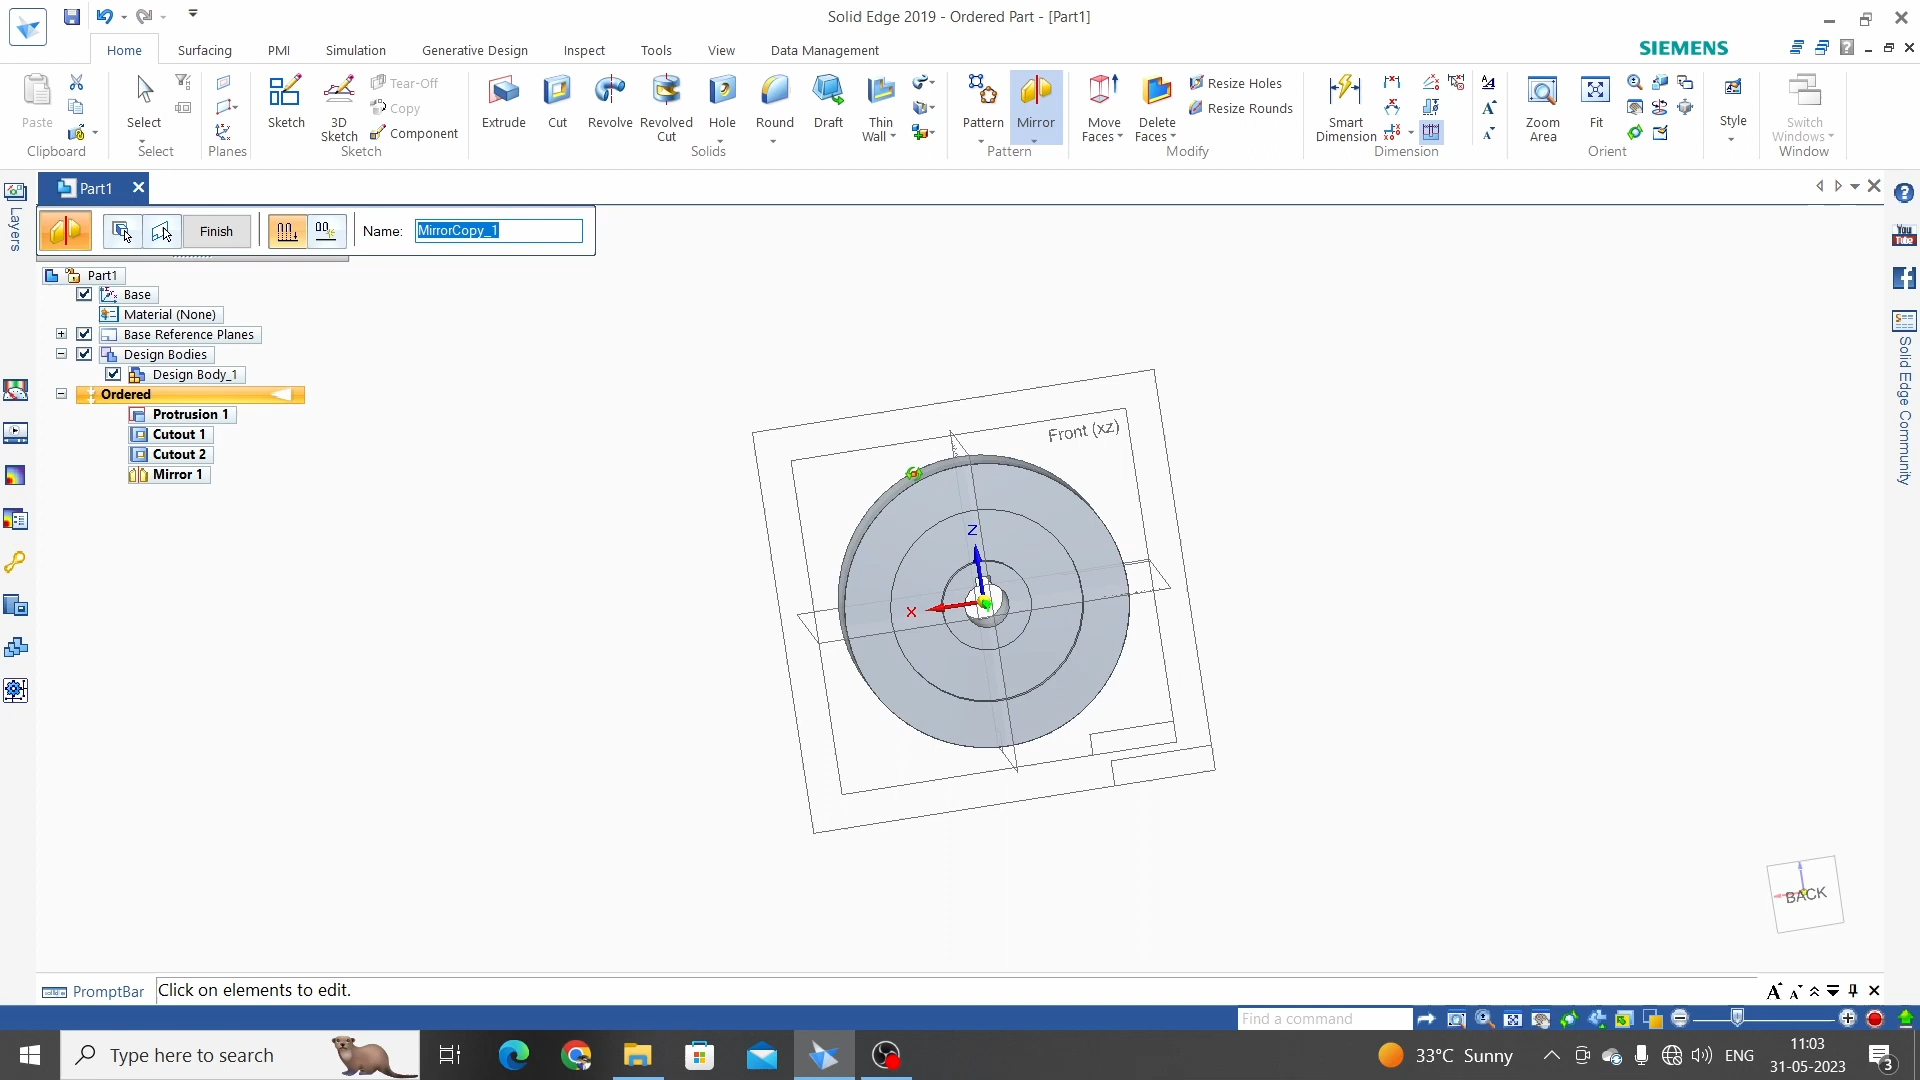 Solid Edge 2019 - Ordered Part - [Part1]
Home Surfacing PMI Simulation Generative Design Inspect Tools View Data Management
SIEMENS
Paste
Clipboard
Select
Select
Planes
Sketch
3D Sketch
Tear-Off
Copy
Component
Sketch
Extrude
Cut
Revolve
Revolved Cut
Hole
Round
Draft
Thin Wall
Solids
Pattern
Mirror
Pattern
Move Faces
Delete Faces
Resize Holes
Resize Rounds
Modify
Smart Dimension
Dimension
Zoom Area
Fit
Orient
Style
Switch Windows
Window
Part1
Layers
Finish
Name: MirrorCopy_1
Part1
Base
Material (None)
Base Reference Planes
Design Bodies
Design Body_1
Ordered
Protrusion 1
Cutout 1
Cutout 2
Mirror 1
Front (xz)
Z
X
BACK
You
Tube
Solid Edge Community
PromptBar
Click on elements to edit.
Find a command
Type here to search
33°C Sunny
ENG
11:03
31-05-2023
3